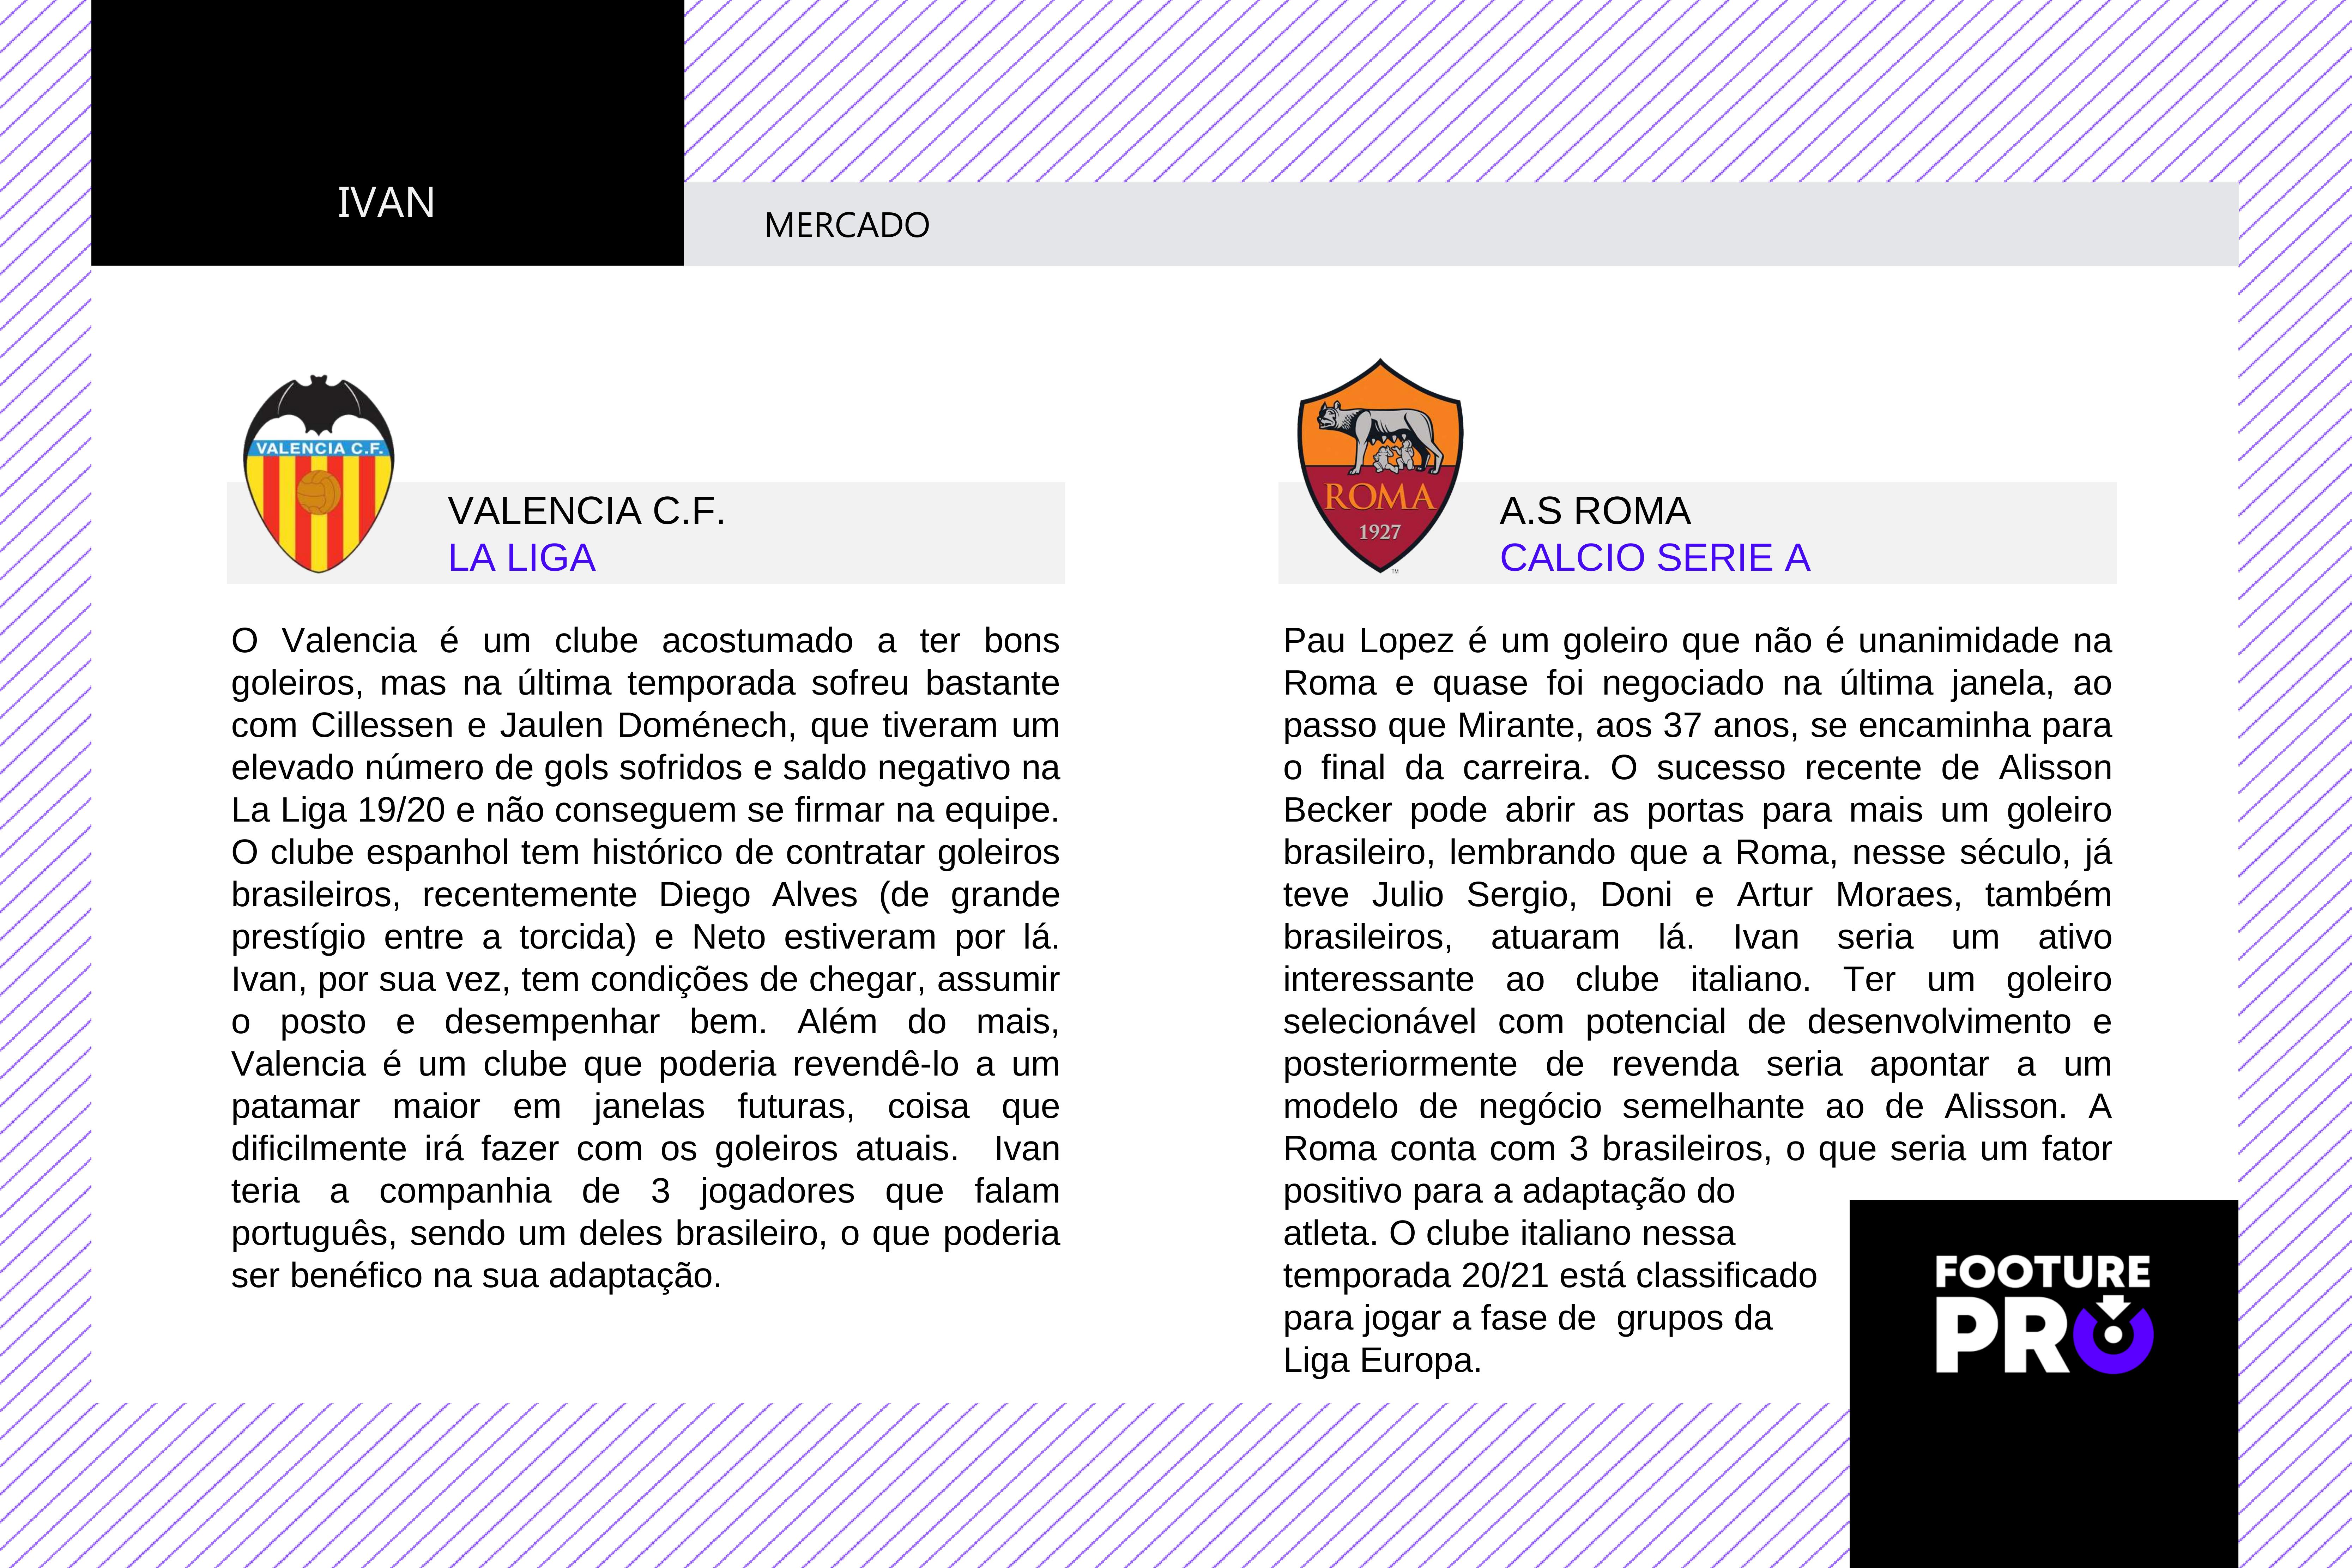 IVAN
MERCADO
VALENCIA C.F.
VALENCIA C.F.
LA LIGA
O Valencia é um clube acostumado a ter bons
goleiros, mas na última temporada sofreu bastante
com Cillessen e Jaulen Doménech, que tiveram um
elevado número de gols sofridos e saldo negativo na
La Liga 19/20 e não conseguem se firmar na equipe.
O clube espanhol tem histórico de contratar goleiros
brasileiros, recentemente Diego Alves (de grande
prestígio entre a torcida) e Neto estiveram por lá.
Ivan, por sua vez, tem condições de chegar, assumir
o posto e desempenhar bem. Além do mais,
Valencia é um clube que poderia revendê-lo a um
patamar maior em janelas futuras, coisa que
dificilmente irá fazer com os goleiros atuais. Ivan
teria a companhia de 3 jogadores que falam
português, sendo um deles brasileiro, o que poderia
ser benéfico na sua adaptação.
ROMA
1927
TM
A.S ROMA
CALCIO SERIE A
Pau Lopez é um goleiro que não é unanimidade na
Roma e quase foi negociado na última janela, ao
passo que Mirante, aos 37 anos, se encaminha para
o final da carreira. O sucesso recente de Alisson
Becker pode abrir as portas para mais um goleiro
brasileiro, lembrando que a Roma, nesse século, já
teve Julio Sergio, Doni e Artur Moraes, também
brasileiros, atuaram lá. Ivan seria um ativo
interessante ao clube italiano. Ter um goleiro
selecionável com potencial de desenvolvimento e
posteriormente de revenda seria apontar a um
modelo de negócio semelhante ao de Alisson. A
Roma conta com 3 brasileiros, o que seria um fator
positivo para a adaptação do
atleta. O clube italiano nessa
temporada 20/21 está classificado
para jogar a fase de grupos da
Liga Europa.
FOOTURE
PRO